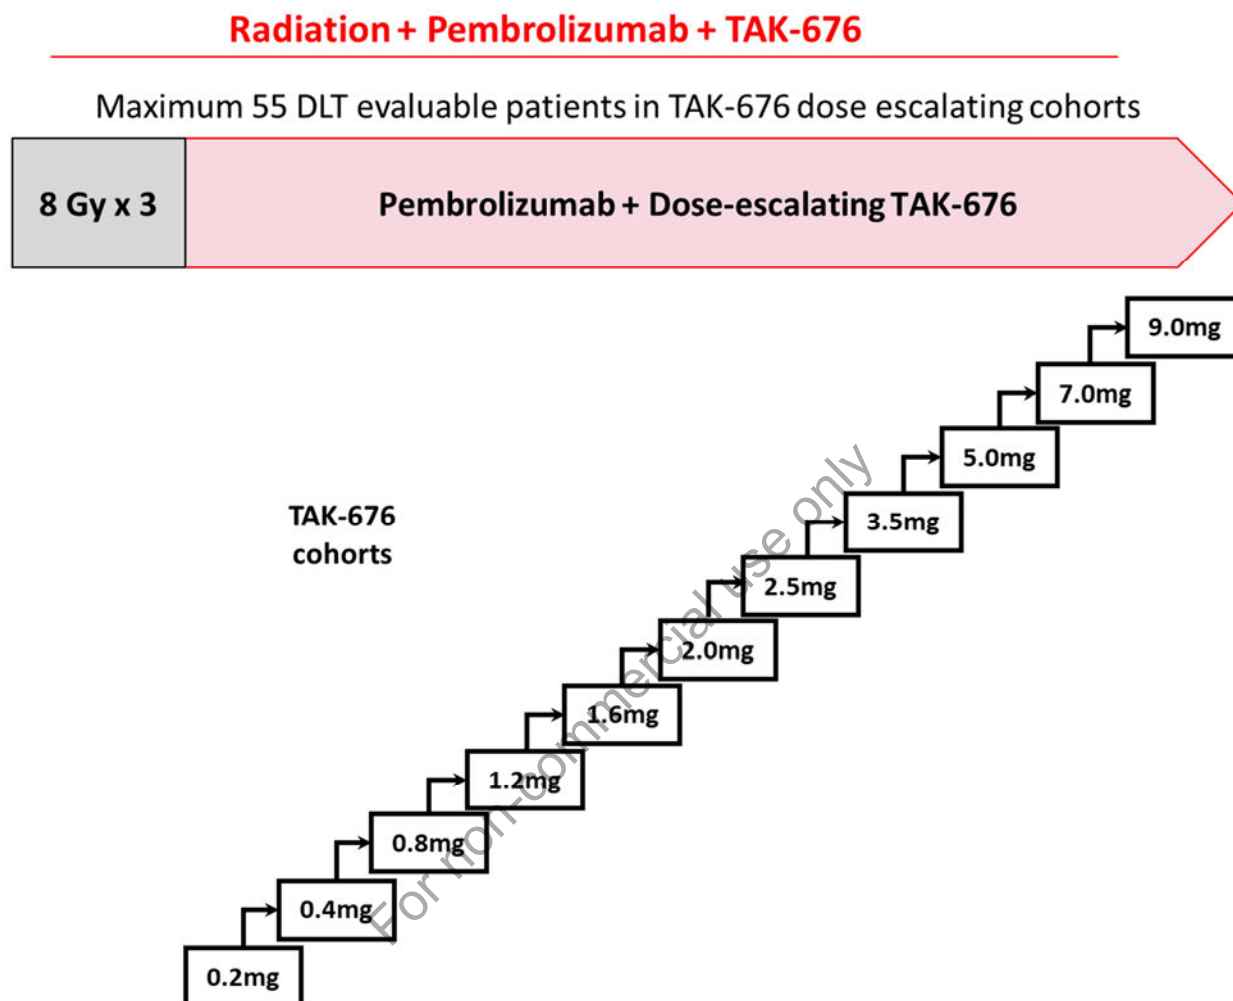 Radiation + Pembrolizumab + TAK-676
Maximum 55 DLT evaluable patients in TAK-676 dose escalating cohorts
8 Gy x 3
Pembrolizumab + Dose-escalating TAK-676
9.0mg
7.0mg
5.0mg
3.5mg
TAK-676
cohorts
2.5mg
2.0mg
1.6mg
1.2mg
0.8mg
0.4mg
0.2mg
For non-commercial use only